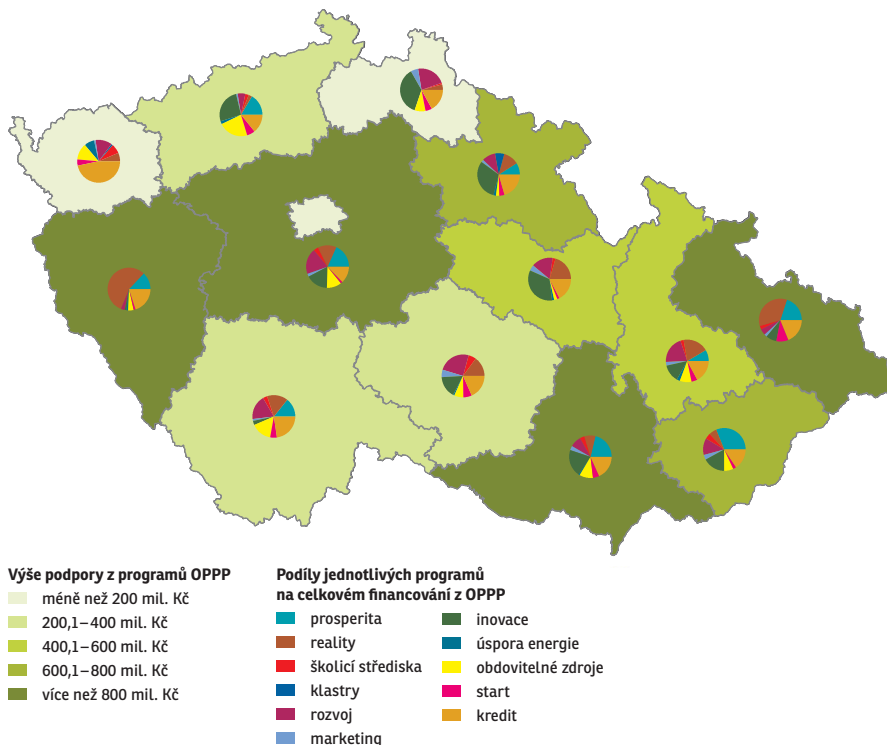 Výše podpory z programů OPPP
méně než 200 mil. Kč
200,1–400 mil. Kč
400,1–600 mil. Kč
600,1–800 mil. Kč
více než 800 mil. Kč
Podíly jednotlivých programů
na celkovém financování z OPPP
prosperita
reality
školicí střediska
klastry
rozvoj
marketing
inovace
úspora energie
obdovitelné zdroje
start
kredit